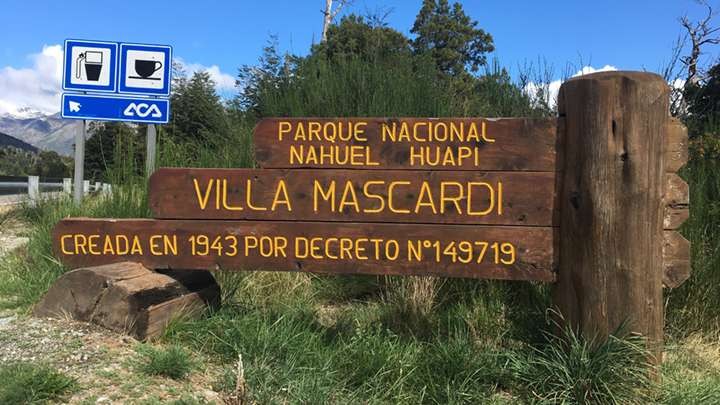 ACA
PARQUE NACIONAL
NAHUEL HUAPI
VILLA MASCARDI
CREADA EN 1943 POR DECRETO N°149719